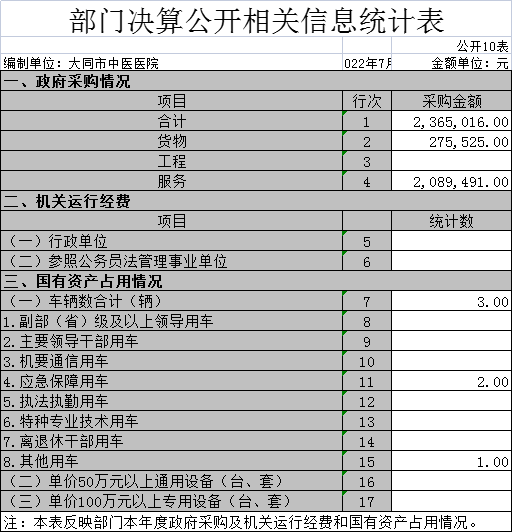 部门决算公开相关信息统计表
公开10表
编制单位：大同市中医医院 022年7月 金额单位：元
一、政府采购情况
项目 行次 采购金额
合计 1 2,365,016.00
货物 2 275,525.00
工程 3
服务 4 2,089,491.00
二、机关运行经费
项目 统计数
（一）行政单位 5
（二）参照公务员法管理事业单位 6
三、国有资产占用情况
（一）车辆数合计（辆） 7 3.00
1.副部（省）级及以上领导用车 8
2.主要领导干部用车 9
3.机要通信用车 10
4.应急保障用车 11 2.00
5.执法执勤用车 12
6.特种专业技术用车 13
7.离退休干部用车 14
8.其他用车 15 1.00
（二）单价50万元以上通用设备（台、套） 16
（三）单价100万元以上专用设备（台、套） 17
注：本表反映部门本年度政府采购及机关运行经费和国有资产占用情况。